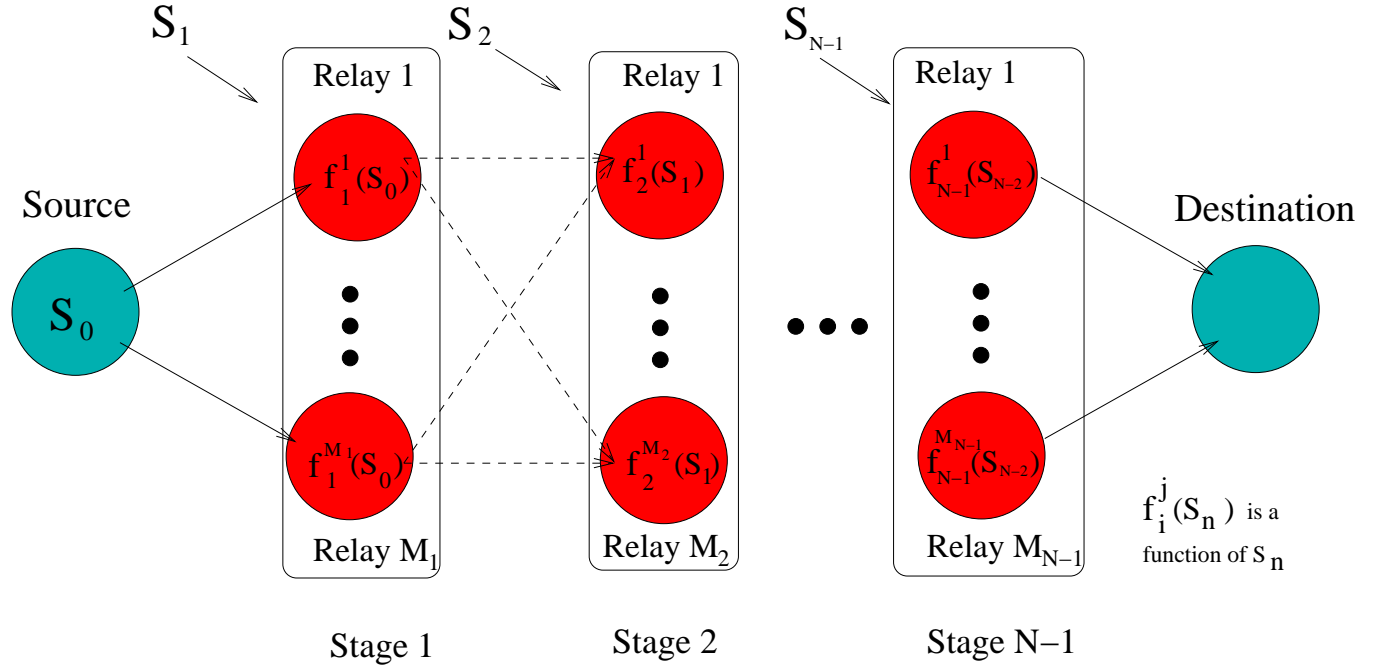 S1 S2 SN−1
Relay 1 Relay 1 Relay 1
f11(S0) f21(S1) fN−11(SN−2)
Source
Destination
S0
f1M1(S0) f2M2(S1) fN−1MN−1(SN−2)
fij(Sn) is a
function of Sn
Relay M1 Relay M2 Relay MN−1
Stage 1 Stage 2 Stage N−1